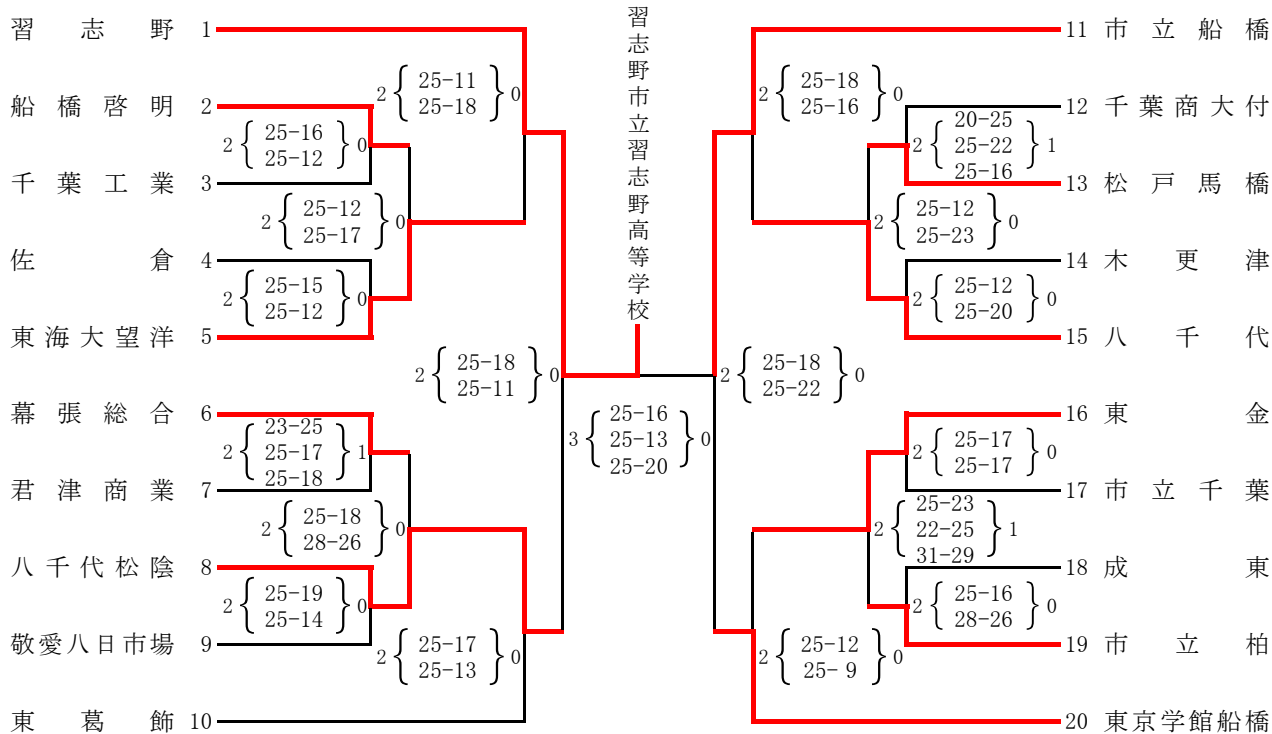 習志野 1
2 25-11 0
25-18
船橋啓明 2
2 25-16 0
25-12
千葉工業 3
2 25-12 0
25-17
佐倉 4
2 25-15 0
25-12
東海大望洋 5
2 25-18 0
25-11
幕張総合 6
23-25
2 25-17 1
25-18
君津商業 7
2 25-18 0
28-26
八千代松陰 8
2 25-19 0
25-14
敬愛八日市場 9
2 25-17 0
25-13
東葛飾 10
習志野市立習志野高等学校
25-16
3 25-13 0
25-20
11 市立船橋
2 25-18 0
25-16
12 千葉商大付
20-25
2 25-22 1
25-16
13 松戸馬橋
2 25-12 0
25-23
14 木更津
2 25-12 0
25-20
15 八千代
2 25-18 0
25-22
16 東金
2 25-17 0
25-17
17 市立千葉
25-23
2 22-25 1
31-29
18 成東
2 25-16 0
28-26
19 市立柏
2 25-12 0
25- 9
20 東京学館船橋